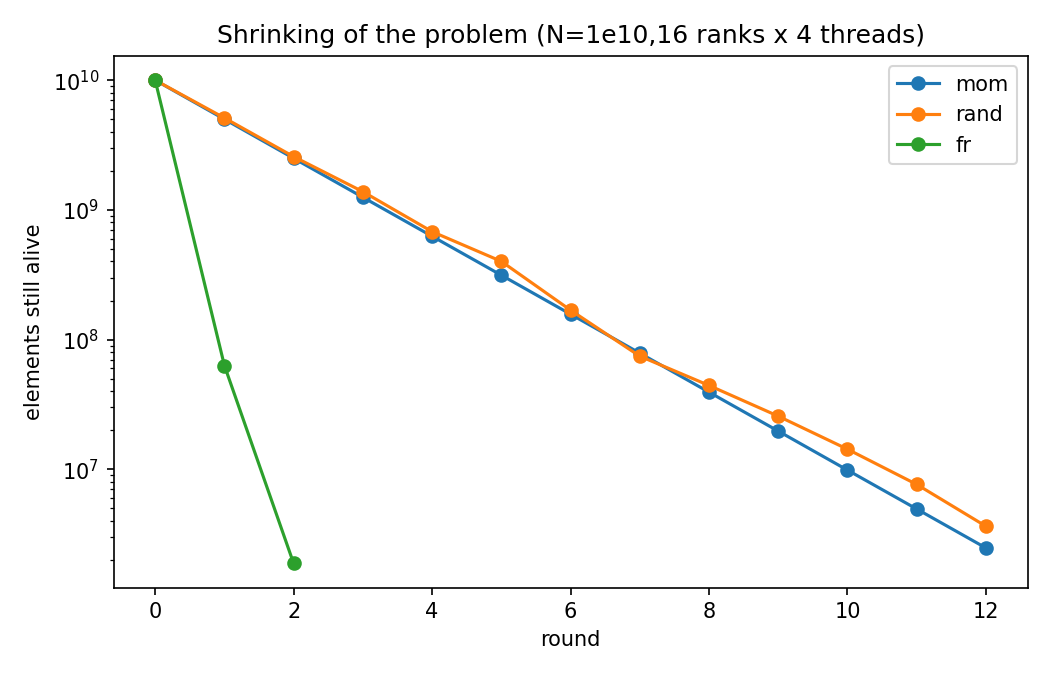 Shrinking of the problem (N=1e10,16 ranks x 4 threads)
mom
rand
fr
elements still alive
10^10
10^9
10^8
10^7
0 2 4 6 8 10 12
round